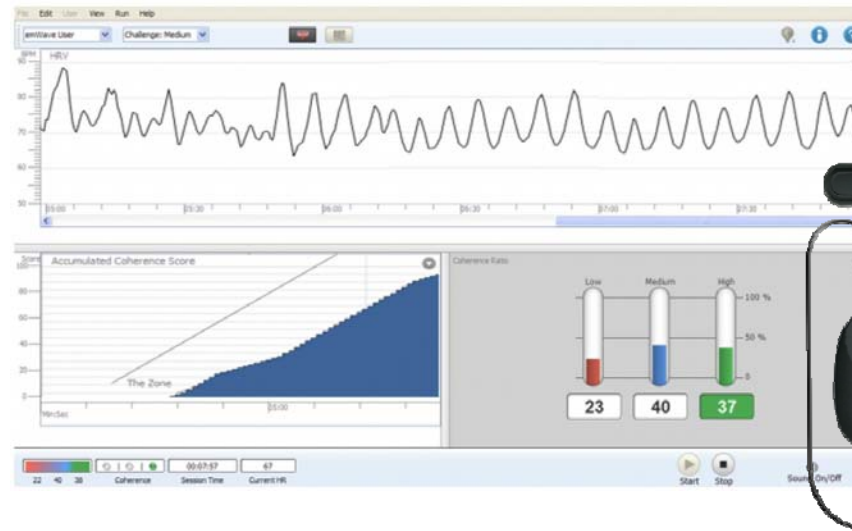 File Edit User View Run Help
emWave User Challenge: Medium
BPM HRV
90
80
70
60
50
05:00 05:30 06:00 06:30 07:00 07:30
Score Accumulated Coherence Score
100
80
60
40
20
0
The Zone
05:00
Min:Sec
Coherence Ratio
Low Medium High
100 %
50 %
0
23 40 37
00:07:57 67
22 40 38 Coherence Session Time Current HR
Start Stop Sound On/Off